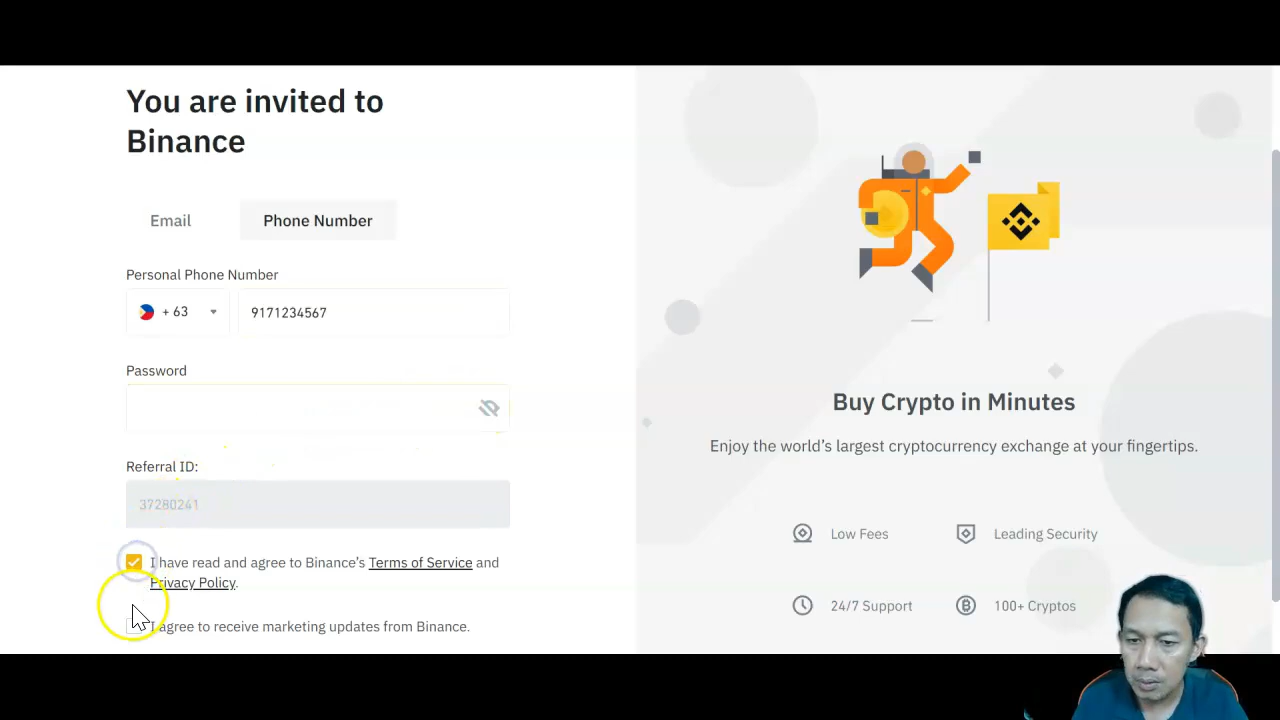 You are invited to
Binance
Email
Phone Number
Personal Phone Number
+ 63
9171234567
Password
Referral ID:
37280241
I have read and agree to Binance's Terms of Service and
Privacy Policy.
I agree to receive marketing updates from Binance.
Buy Crypto in Minutes
Enjoy the world's largest cryptocurrency exchange at your fingertips.
Low Fees
Leading Security
24/7 Support
100+ Cryptos